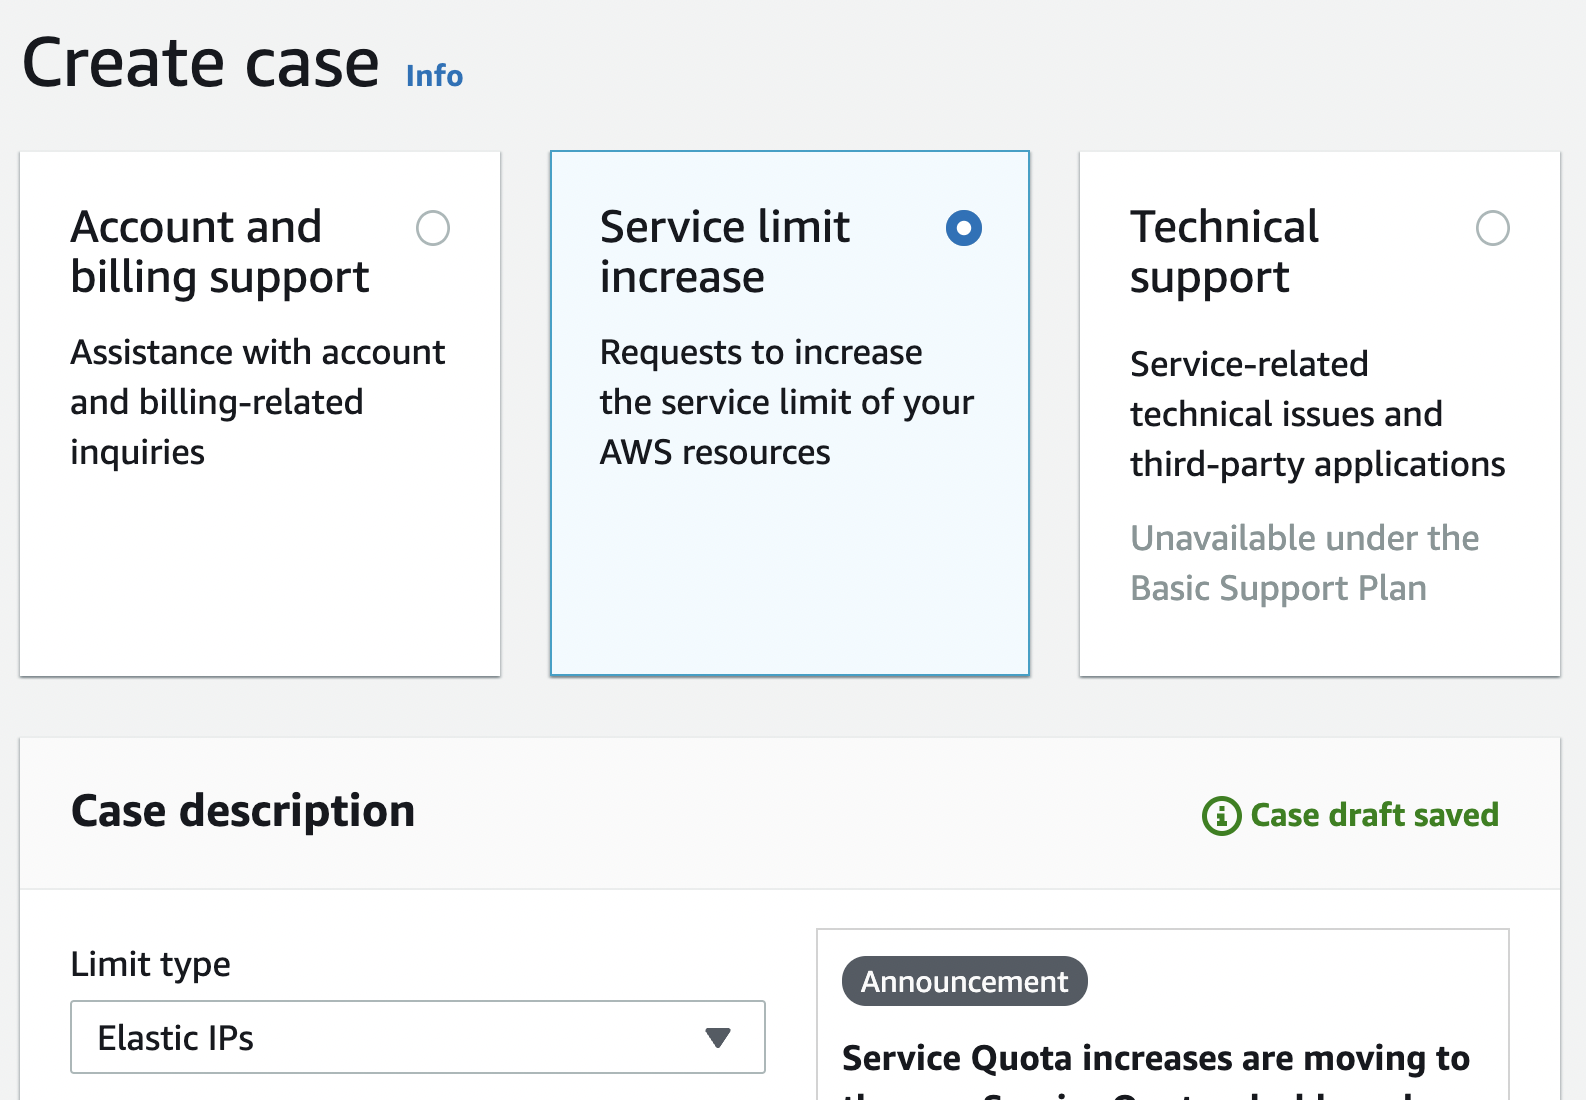 Create case Info
Account and
billing support
Assistance with account
and billing-related
inquiries
Service limit
increase
Requests to increase
the service limit of your
AWS resources
Technical
support
Service-related
technical issues and
third-party applications
Unavailable under the
Basic Support Plan
Case description
Case draft saved
Limit type
Elastic IPs
Announcement
Service Quota increases are moving to